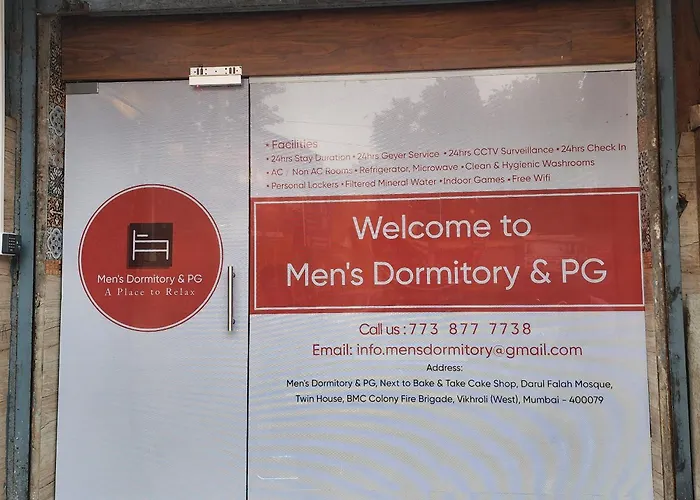 • Facilities
• 24hrs Stay Duration • 24hrs Geyer Service • 24hrs CCTV Surveillance • 24hrs Check In
• AC / Non AC Rooms • Refrigerator, Microwave • Clean & Hygienic Washrooms
• Personal Lockers • Filtered Mineral Water • Indoor Games • Free Wifi
Men's Dormitory & PG
A Place to Relax
Welcome to
Men's Dormitory & PG
Call us : 773 877 7738
Email: info.mensdormitory@gmail.com
Address:
Men's Dormitory & PG, Next to Bake & Take Cake Shop, Darul Falah Mosque,
Twin House, BMC Colony Fire Brigade, Vikhroli (West), Mumbai - 400079